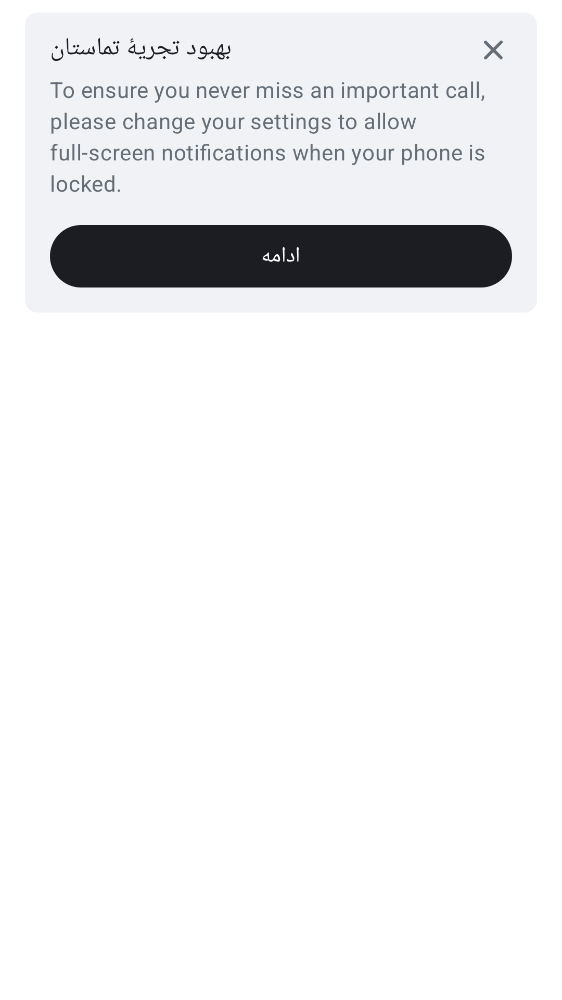 بهبود تجربهٔ تماستان
To ensure you never miss an important call,
please change your settings to allow
full-screen notifications when your phone is
locked.
ادامه